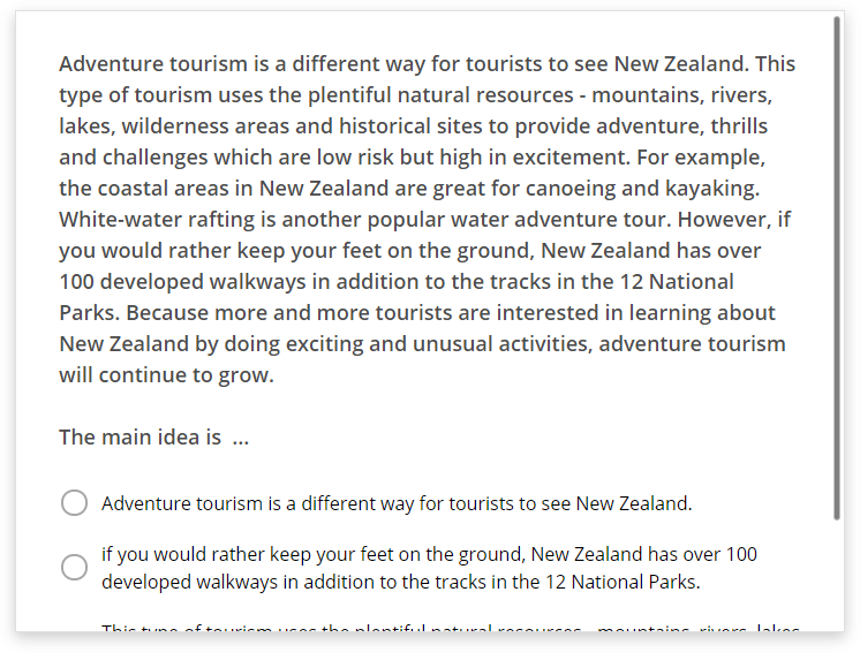 Adventure tourism is a different way for tourists to see New Zealand. This
type of tourism uses the plentiful natural resources - mountains, rivers,
lakes, wilderness areas and historical sites to provide adventure, thrills
and challenges which are low risk but high in excitement. For example,
the coastal areas in New Zealand are great for canoeing and kayaking.
White-water rafting is another popular water adventure tour. However, if
you would rather keep your feet on the ground, New Zealand has over
100 developed walkways in addition to the tracks in the 12 National
Parks. Because more and more tourists are interested in learning about
New Zealand by doing exciting and unusual activities, adventure tourism
will continue to grow.
The main idea is ...
Adventure tourism is a different way for tourists to see New Zealand.
if you would rather keep your feet on the ground, New Zealand has over 100
developed walkways in addition to the tracks in the 12 National Parks.
This type of tourism uses the plentiful natural resources - mountains, rivers, lakes